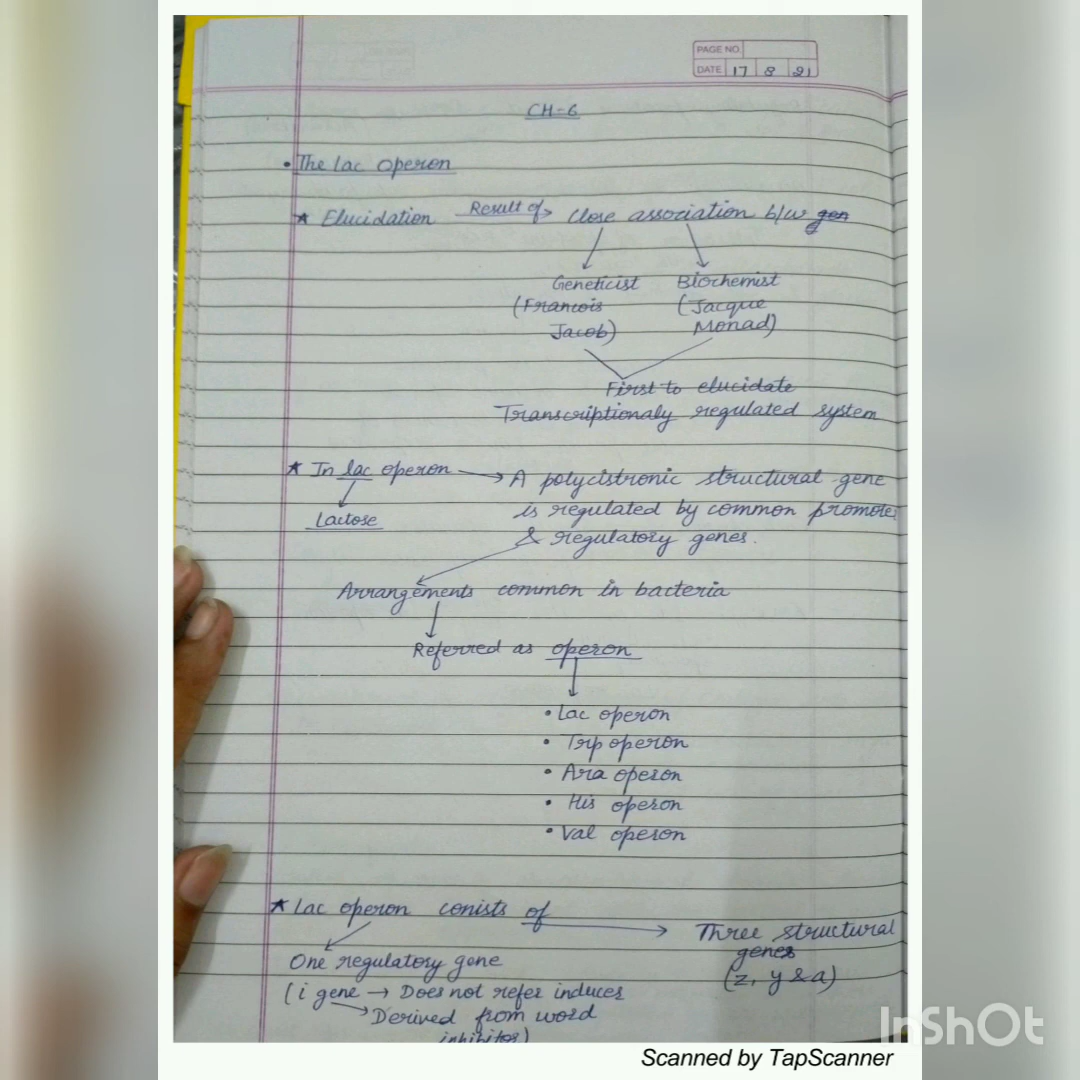 PAGE NO.
DATE 17 8 21
CH-6
• The lac operon
★ Elucidation Result of → Close association b/w
Geneticist Biochemist
(Francois (Jacque
Jacob) Monad)
First to elucidate
Transcriptionaly regulated system
★ In lac operon → A polycistronic structural gene
is regulated by common promote
Lactose
& regulatory genes.
Arrangements common in bacteria
Referred as operon
• Lac operon
• Trp operon
• Ara operon
• His operon
• Val operon
★ Lac operon conists of → Three structural
genes
One regulatory gene (z, y & a)
(i gene → Does not refer inducer
→ Derived from word
inhibitor)
InShOt
Scanned by TapScanner